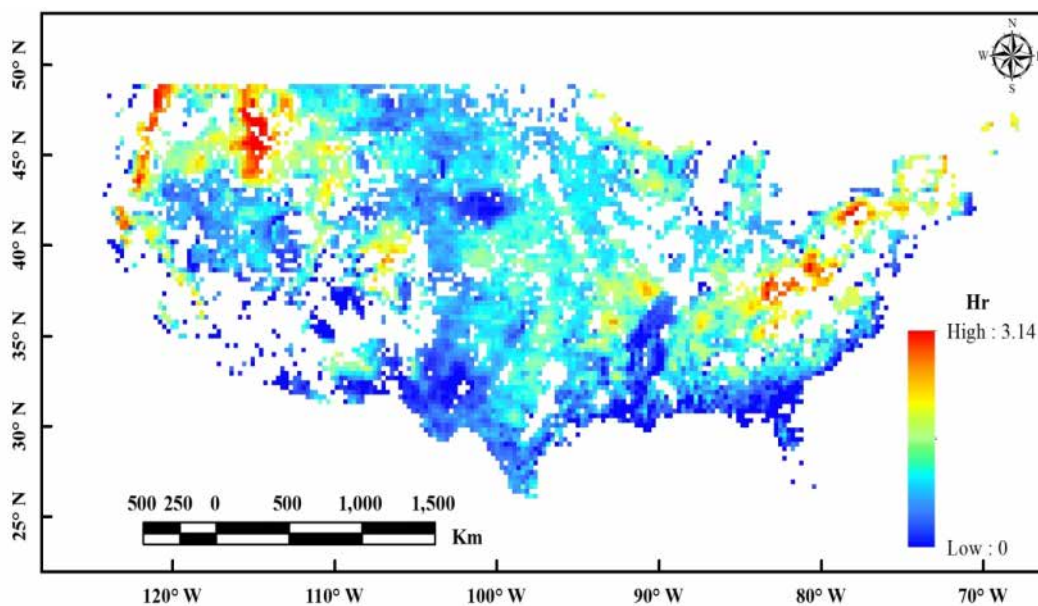 N
W
S
50° N
45° N
40° N
35° N
30° N
25° N
Hr
High : 3.14
Low : 0
500 250 0 500 1,000 1,500
Km
120° W 110° W 100° W 90° W 80° W 70° W